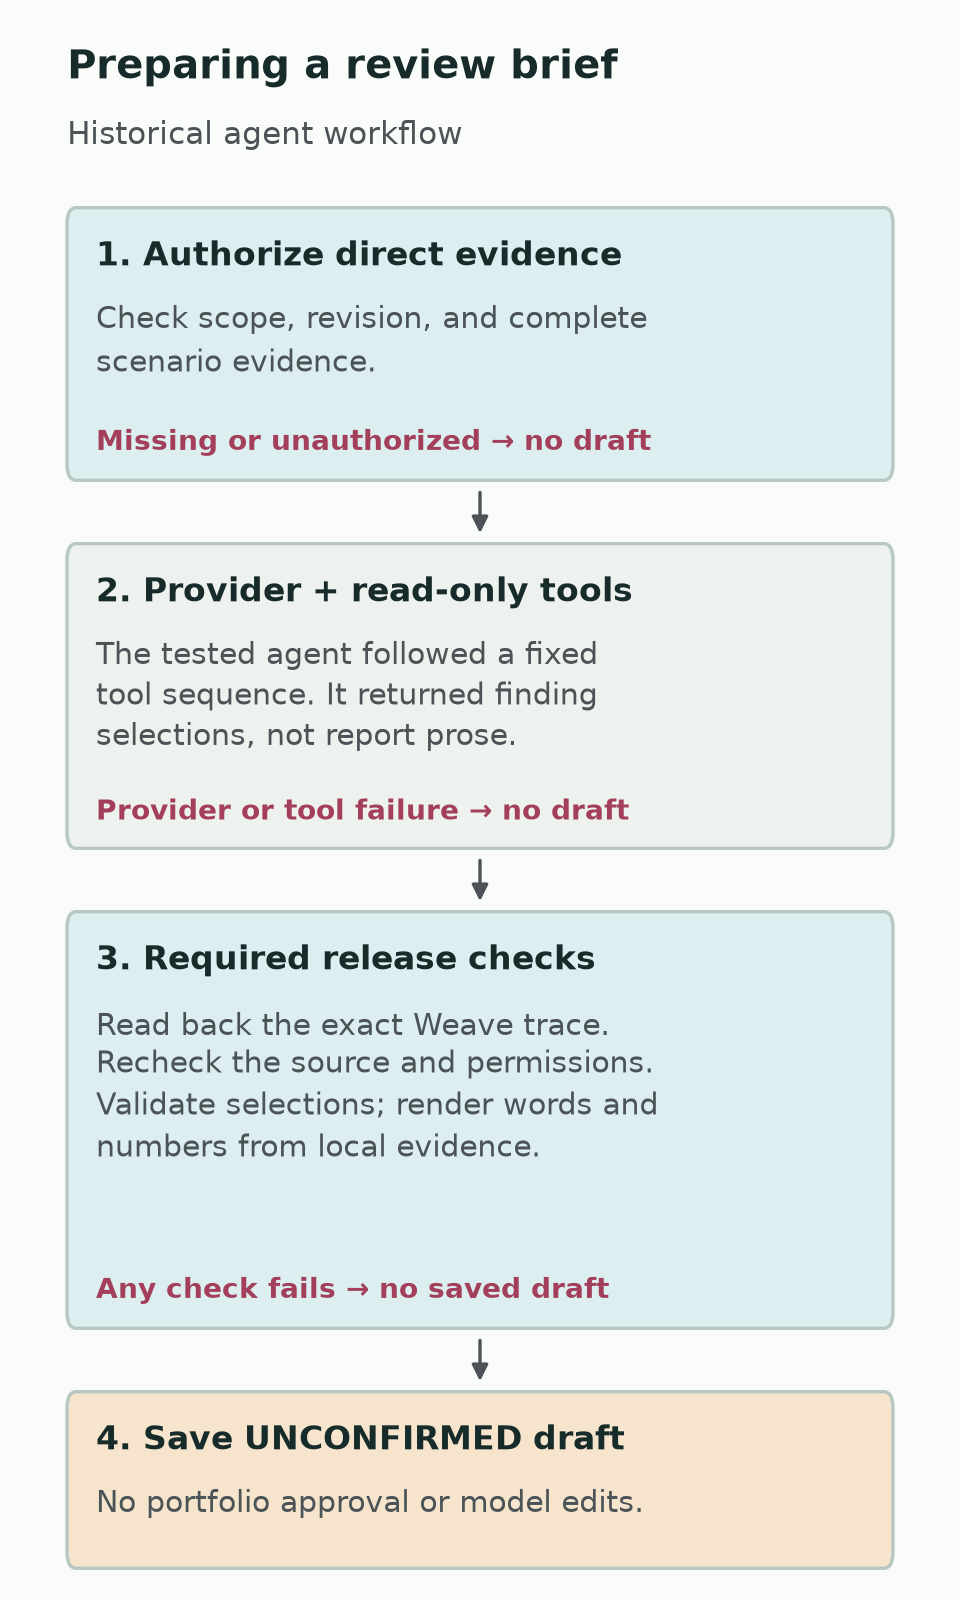 Preparing a review brief
Historical agent workflow
1. Authorize direct evidence
Check scope, revision, and complete
scenario evidence.
Missing or unauthorized → no draft
2. Provider + read-only tools
The tested agent followed a fixed
tool sequence. It returned finding
selections, not report prose.
Provider or tool failure → no draft
3. Required release checks
Read back the exact Weave trace.
Recheck the source and permissions.
Validate selections; render words and
numbers from local evidence.
Any check fails → no saved draft
4. Save UNCONFIRMED draft
No portfolio approval or model edits.